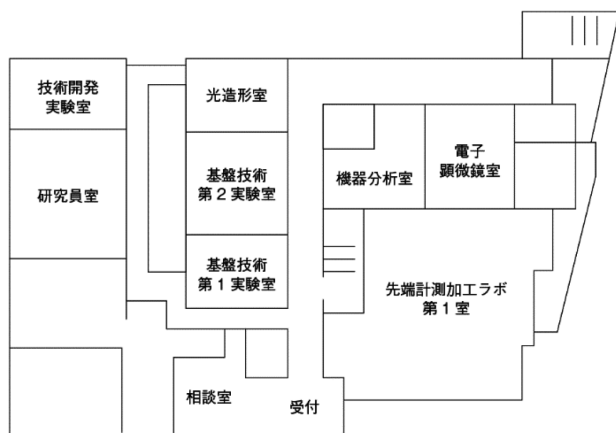 技術開発
実験室
光造形室
基盤技術
第2実験室
研究員室
機器分析室
電子
顕微鏡室
基盤技術
第1実験室
先端計測加工ラボ
第1室
相談室
受付